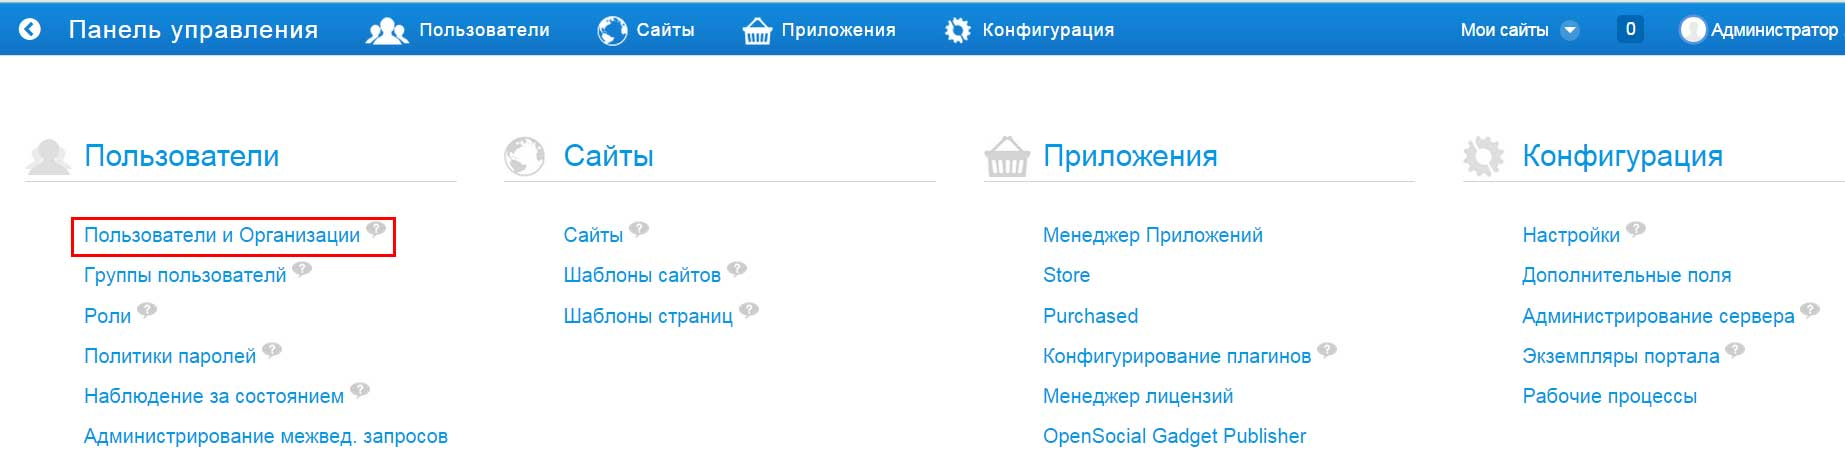 Панель управления Пользователи Сайты Приложения Конфигурация Мои сайты 0 Администратор
Пользователи
Пользователи и Организации ?
Группы пользователй ?
Роли ?
Политики паролей ?
Наблюдение за состоянием ?
Администрирование межвед. запросов
Сайты
Сайты ?
Шаблоны сайтов ?
Шаблоны страниц ?
Приложения
Менеджер Приложений
Store
Purchased
Конфигурирование плагинов ?
Менеджер лицензий
OpenSocial Gadget Publisher
Конфигурация
Настройки ?
Дополнительные поля
Администрирование сервера ?
Экземпляры портала ?
Рабочие процессы